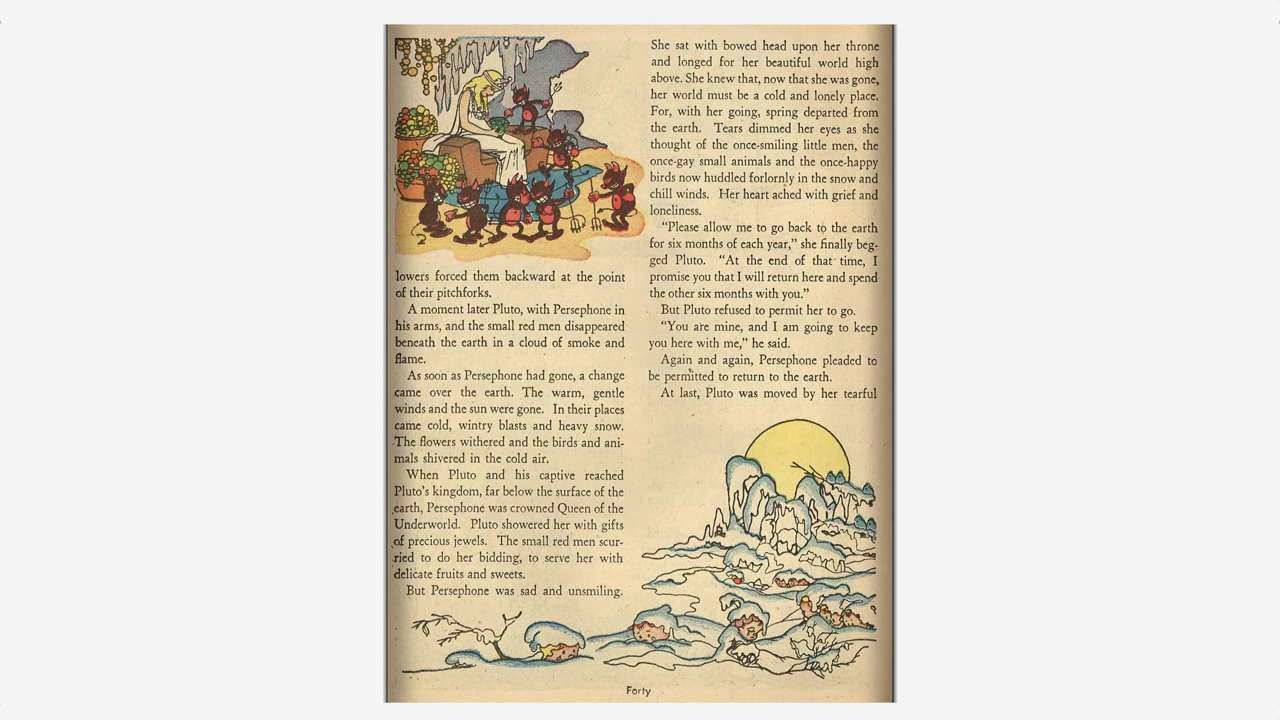 lowers forced them backward at the point
of their pitchforks.
A moment later Pluto, with Persephone in
his arms, and the small red men disappeared
beneath the earth in a cloud of smoke and
flame.
As soon as Persephone had gone, a change
came over the earth. The warm, gentle
winds and the sun were gone. In their places
came cold, wintry blasts and heavy snow.
The flowers withered and the birds and ani-
mals shivered in the cold air.
When Pluto and his captive reached
Pluto's kingdom, far below the surface of the
earth, Persephone was crowned Queen of the
Underworld. Pluto showered her with gifts
of precious jewels. The small red men scur-
ried to do her bidding, to serve her with
delicate fruits and sweets.
But Persephone was sad and unsmiling.
She sat with bowed head upon her throne
and longed for her beautiful world high
above. She knew that, now that she was gone,
her world must be a cold and lonely place.
For, with her going, spring departed from
the earth. Tears dimmed her eyes as she
thought of the once-smiling little men, the
once-gay small animals and the once-happy
birds now huddled forlornly in the snow and
chill winds. Her heart ached with grief and
loneliness.
"Please allow me to go back to the earth
for six months of each year," she finally beg-
ged Pluto. "At the end of that time, I
promise you that I will return here and spend
the other six months with you."
But Pluto refused to permit her to go.
"You are mine, and I am going to keep
you here with me," he said.
Again and again, Persephone pleaded to
be permitted to return to the earth.
At last, Pluto was moved by her tearful
Forty